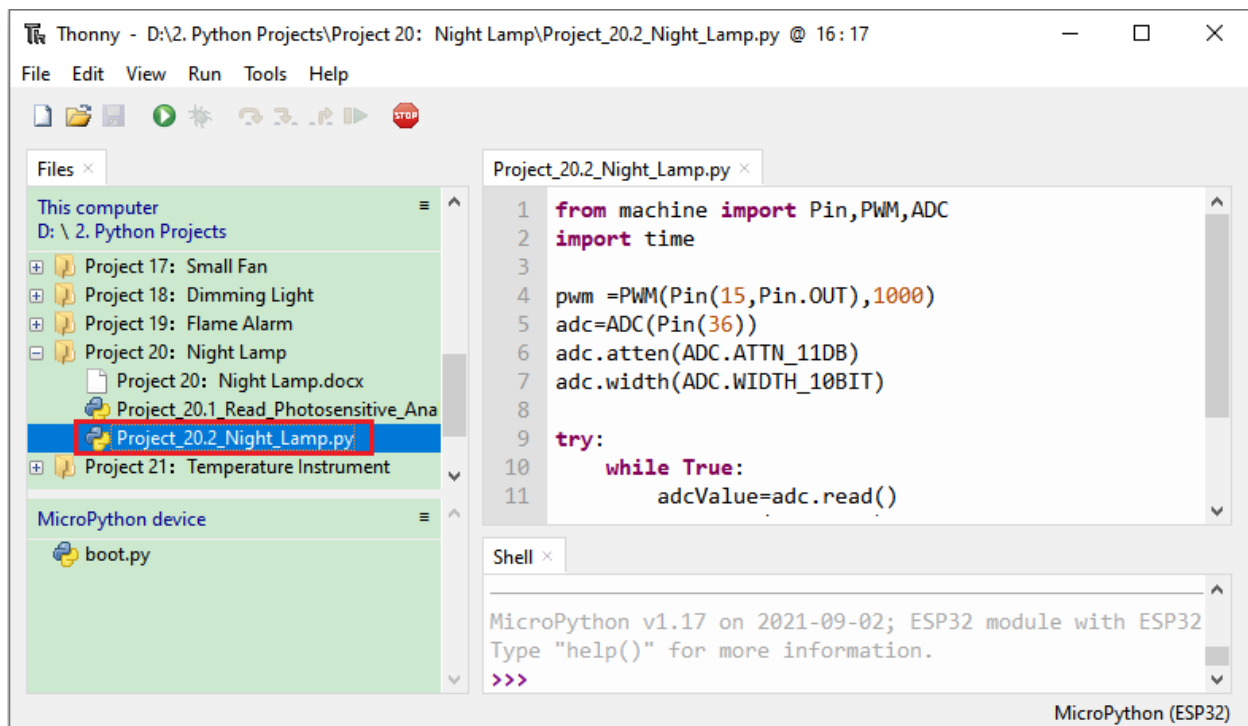 Thonny - D:\2. Python Projects\Project 20：Night Lamp\Project_20.2_Night_Lamp.py @ 16:17
File Edit View Run Tools Help
STOP
Files
This computer
D: \ 2. Python Projects
Project 17：Small Fan
Project 18：Dimming Light
Project 19：Flame Alarm
Project 20：Night Lamp
Project 20：Night Lamp.docx
Project_20.1_Read_Photosensitive_Ana
Project_20.2_Night_Lamp.py
Project 21：Temperature Instrument
MicroPython device
boot.py
Project_20.2_Night_Lamp.py
1 from machine import Pin,PWM,ADC
2 import time
3
4 pwm =PWM(Pin(15,Pin.OUT),1000)
5 adc=ADC(Pin(36))
6 adc.atten(ADC.ATTN_11DB)
7 adc.width(ADC.WIDTH_10BIT)
8
9 try:
10     while True:
11         adcValue=adc.read()
Shell
MicroPython v1.17 on 2021-09-02; ESP32 module with ESP32
Type "help()" for more information.
>>>
MicroPython (ESP32)